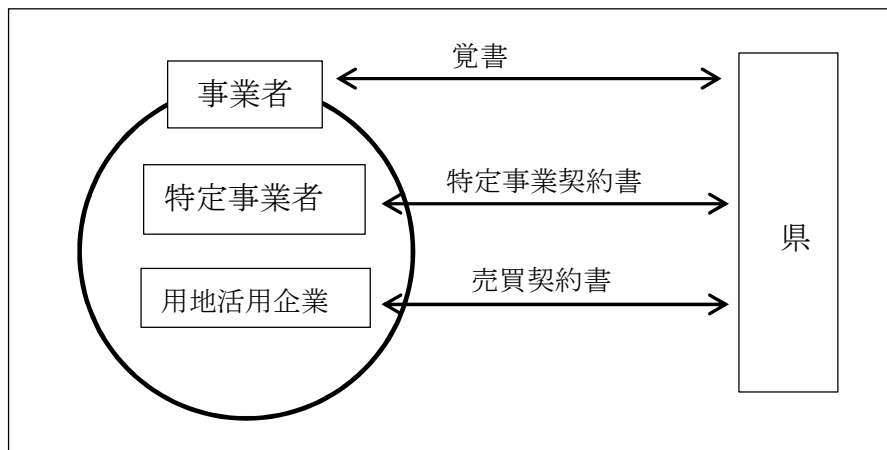 覚書
事業者
特定事業者
特定事業契約書
県
用地活用企業
売買契約書